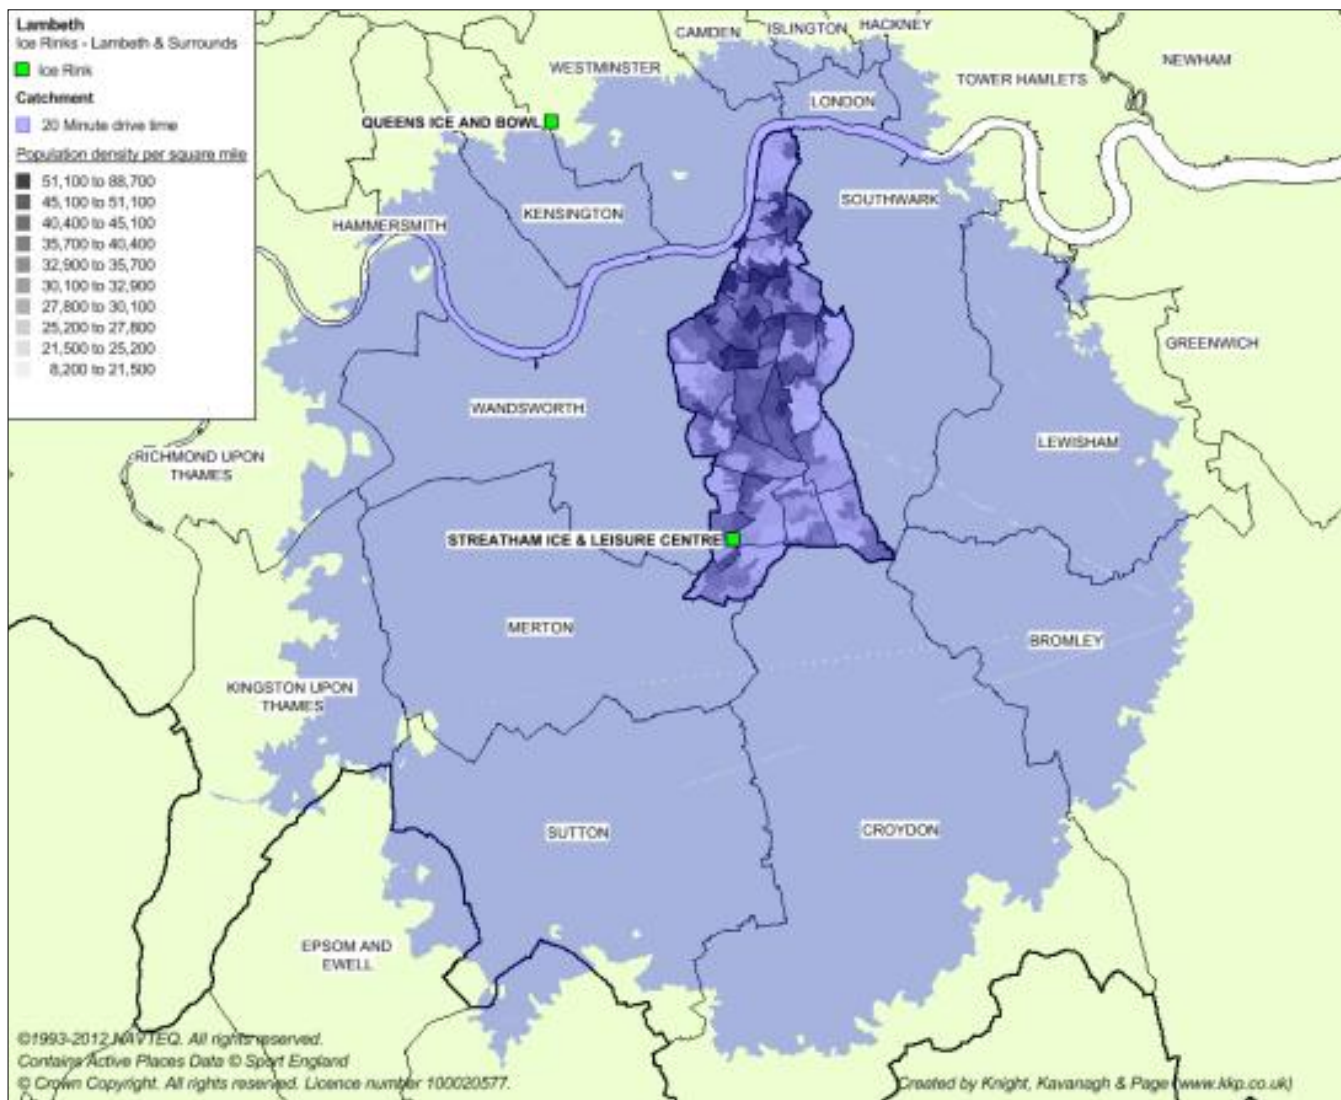 Lambeth
Ice Rinks - Lambeth & Surrounds
Ice Rink
Catchment
20 Minute drive time
Population density per square mile
51,100 to 88,700
45,100 to 51,100
40,400 to 45,100
35,700 to 40,400
32,900 to 35,700
30,100 to 32,900
27,800 to 30,100
25,200 to 27,800
21,500 to 25,200
8,200 to 21,500
CAMDEN
ISLINGTON
HACKNEY
WESTMINSTER
TOWER HAMLETS
NEWHAM
LONDON
QUEENS ICE AND BOWL
SOUTHWARK
KENSINGTON
HAMMERSMITH
GREENWICH
WANDSWORTH
LEWISHAM
RICHMOND UPON
THAMES
STREATHAM ICE & LEISURE CENTRE
MERTON
BROMLEY
KINGSTON UPON
THAMES
SUTTON
CROYDON
EPSOM AND
EWELL
©1993-2012 NAVTEQ. All rights reserved.
Contains Active Places Data © Sport England
© Crown Copyright. All rights reserved. Licence number 100020577.
Created by Knight, Kavanagh & Page (www.kkp.co.uk)